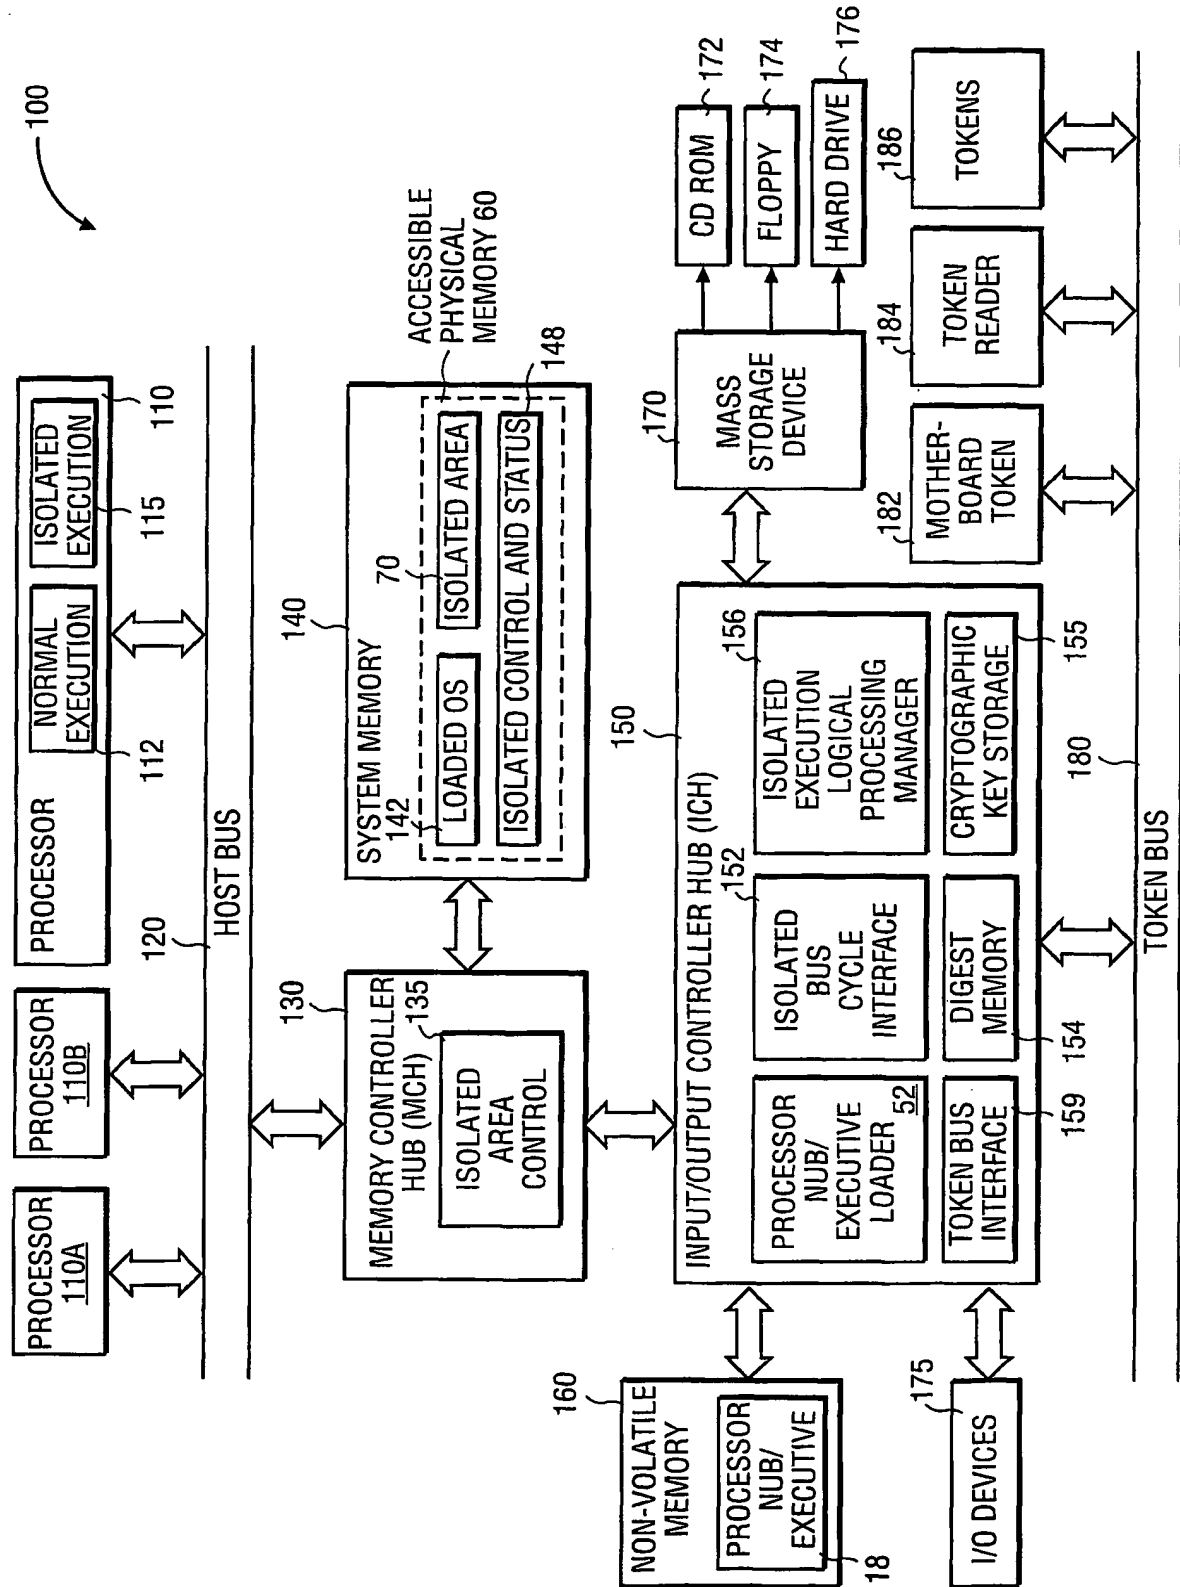 100
PROCESSOR
110A
PROCESSOR
110B
PROCESSOR
NORMAL
EXECUTION
112
ISOLATED
EXECUTION
115
110
120
HOST BUS
MEMORY CONTROLLER
HUB (MCH)
130
135
ISOLATED
AREA
CONTROL
140
SYSTEM MEMORY
142
LOADED OS
70
ISOLATED AREA
ISOLATED CONTROL AND STATUS
148
ACCESSIBLE
PHYSICAL
MEMORY 60
NON-VOLATILE
MEMORY
160
PROCESSOR
NUB/
EXECUTIVE
18
INPUT/OUTPUT CONTROLLER HUB (ICH)
150
PROCESSOR
NUB/
EXECUTIVE
LOADER
52
152
ISOLATED
BUS
CYCLE
INTERFACE
156
ISOLATED
EXECUTION
LOGICAL
PROCESSING
MANAGER
TOKEN BUS
INTERFACE
159
DIGEST
MEMORY
154
CRYPTOGRAPHIC
KEY STORAGE
155
170
MASS
STORAGE
DEVICE
CD ROM
172
FLOPPY
174
HARD DRIVE
176
I/O DEVICES
175
182
MOTHER-
BOARD
TOKEN
184
TOKEN
READER
186
TOKENS
180
TOKEN BUS